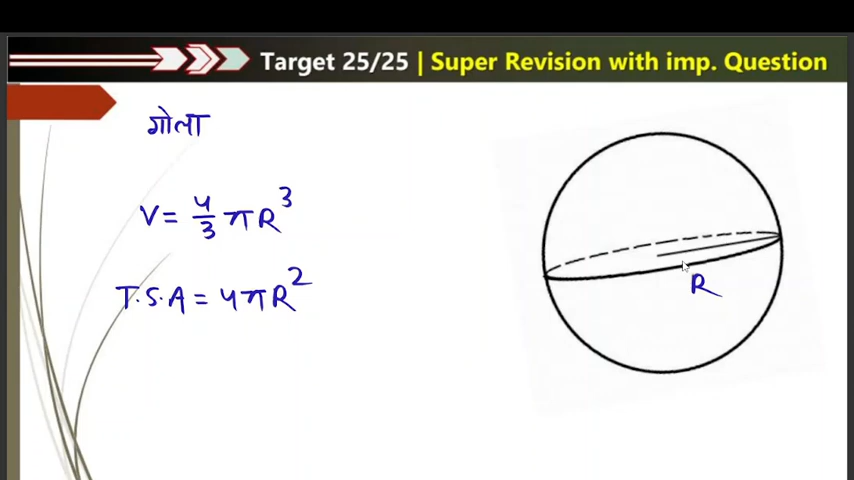 Target 25/25 | Super Revision with imp. Question
गोला
V = 4/3 πR³
T.S.A = 4πR²
R